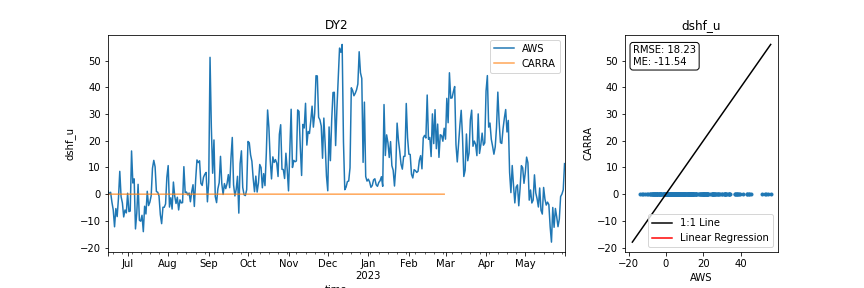 DY2
dshf_u
AWS
CARRA
50
40
30
20
10
0
−10
−20
dshf_u
Jul
Aug
Sep
Oct
Nov
Dec
Jan
2023
Feb
Mar
Apr
May
time
RMSE: 18.23
ME: -11.54
CARRA
50
40
30
20
10
0
−10
−20
1:1 Line
Linear Regression
−20
0
20
40
AWS